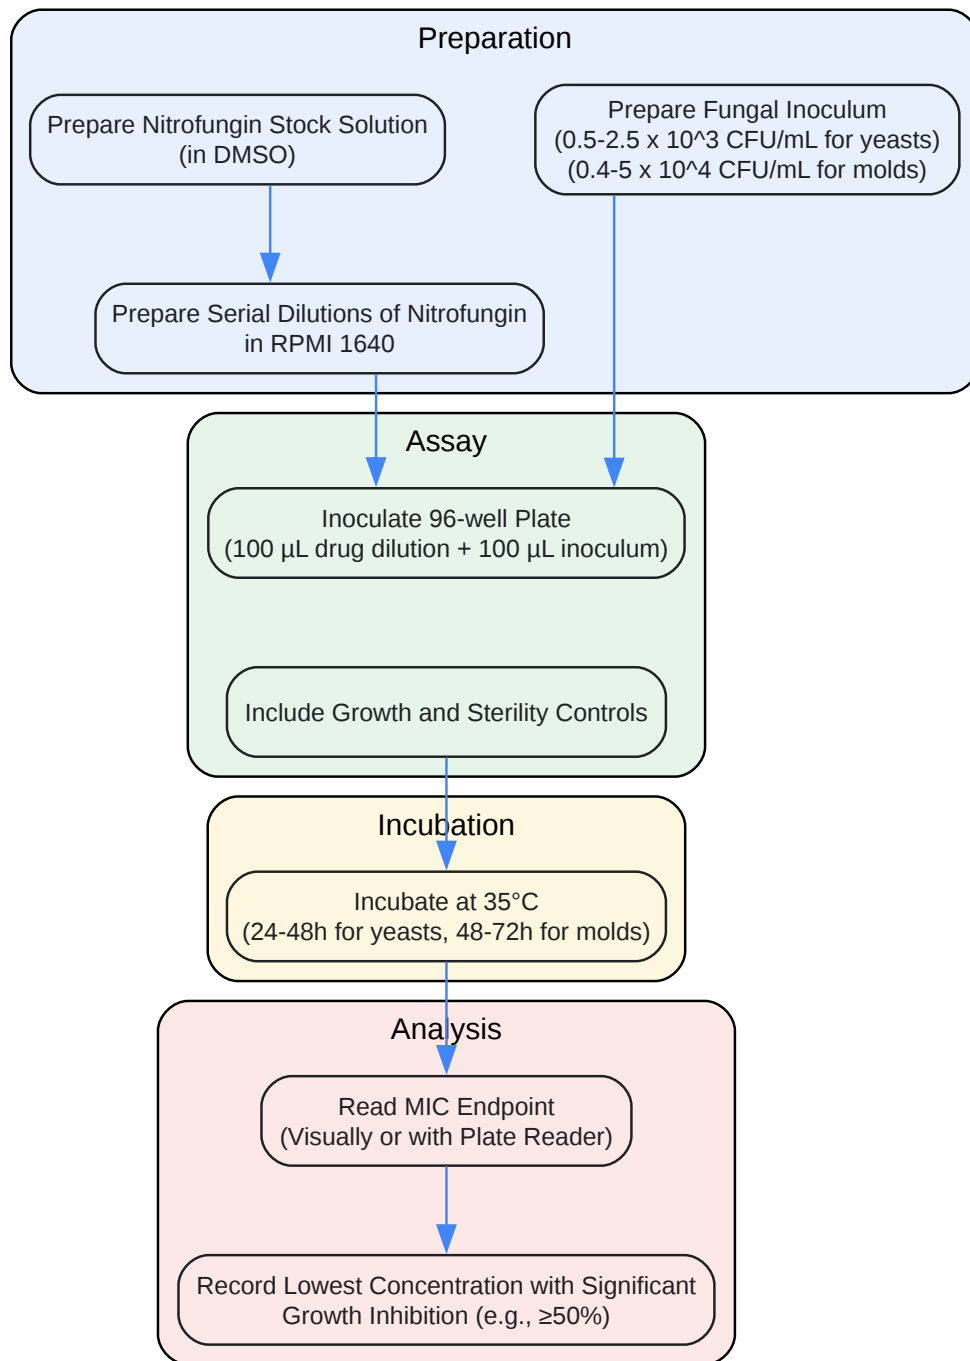 Preparation
Prepare Nitrofungin Stock Solution
(in DMSO)
Prepare Fungal Inoculum
(0.5-2.5 x 10^3 CFU/mL for yeasts)
(0.4-5 x 10^4 CFU/mL for molds)
Prepare Serial Dilutions of Nitrofungin
in RPMI 1640
Assay
Inoculate 96-well Plate
(100 µL drug dilution + 100 µL inoculum)
Include Growth and Sterility Controls
Incubation
Incubate at 35°C
(24-48h for yeasts, 48-72h for molds)
Analysis
Read MIC Endpoint
(Visually or with Plate Reader)
Record Lowest Concentration with Significant
Growth Inhibition (e.g., ≥50%)